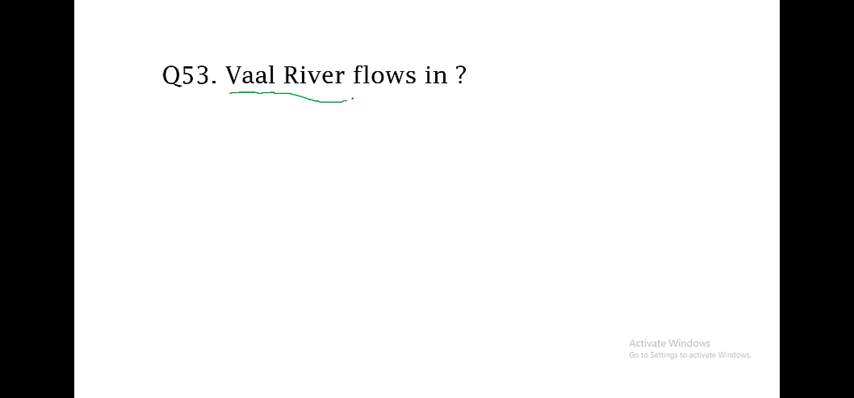 Q53. Vaal River flows in ?
Activate Windows
Go to Settings to activate Windows.